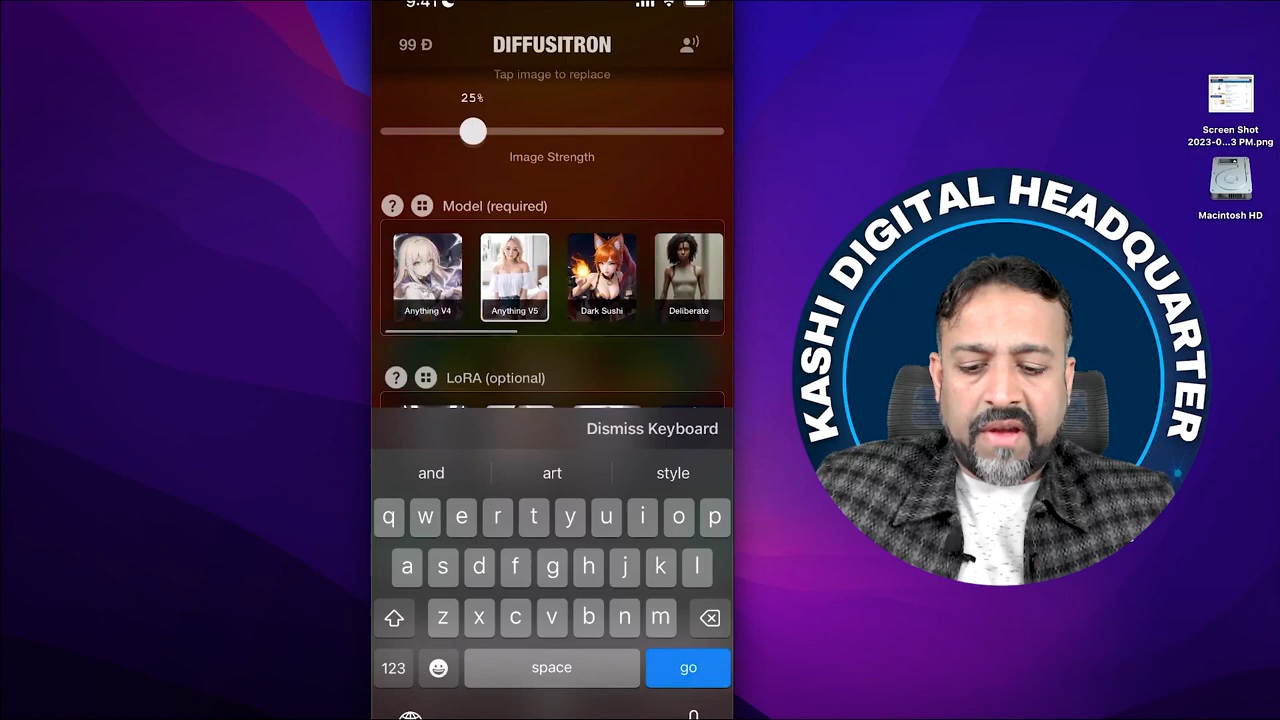 9:41
99 Đ
DIFFUSITRON
Tap image to replace
25%
Image Strength
? Model (required)
Anything V4
Anything V5
Dark Sushi
Deliberate
? LoRA (optional)
Dismiss Keyboard
and
art
style
q w e r t y u i o p
a s d f g h j k l
z x c v b n m
123
space
go
KASHI DIGITAL HEADQUARTER
Screen Shot
2023-0...3 PM.png
Macintosh HD